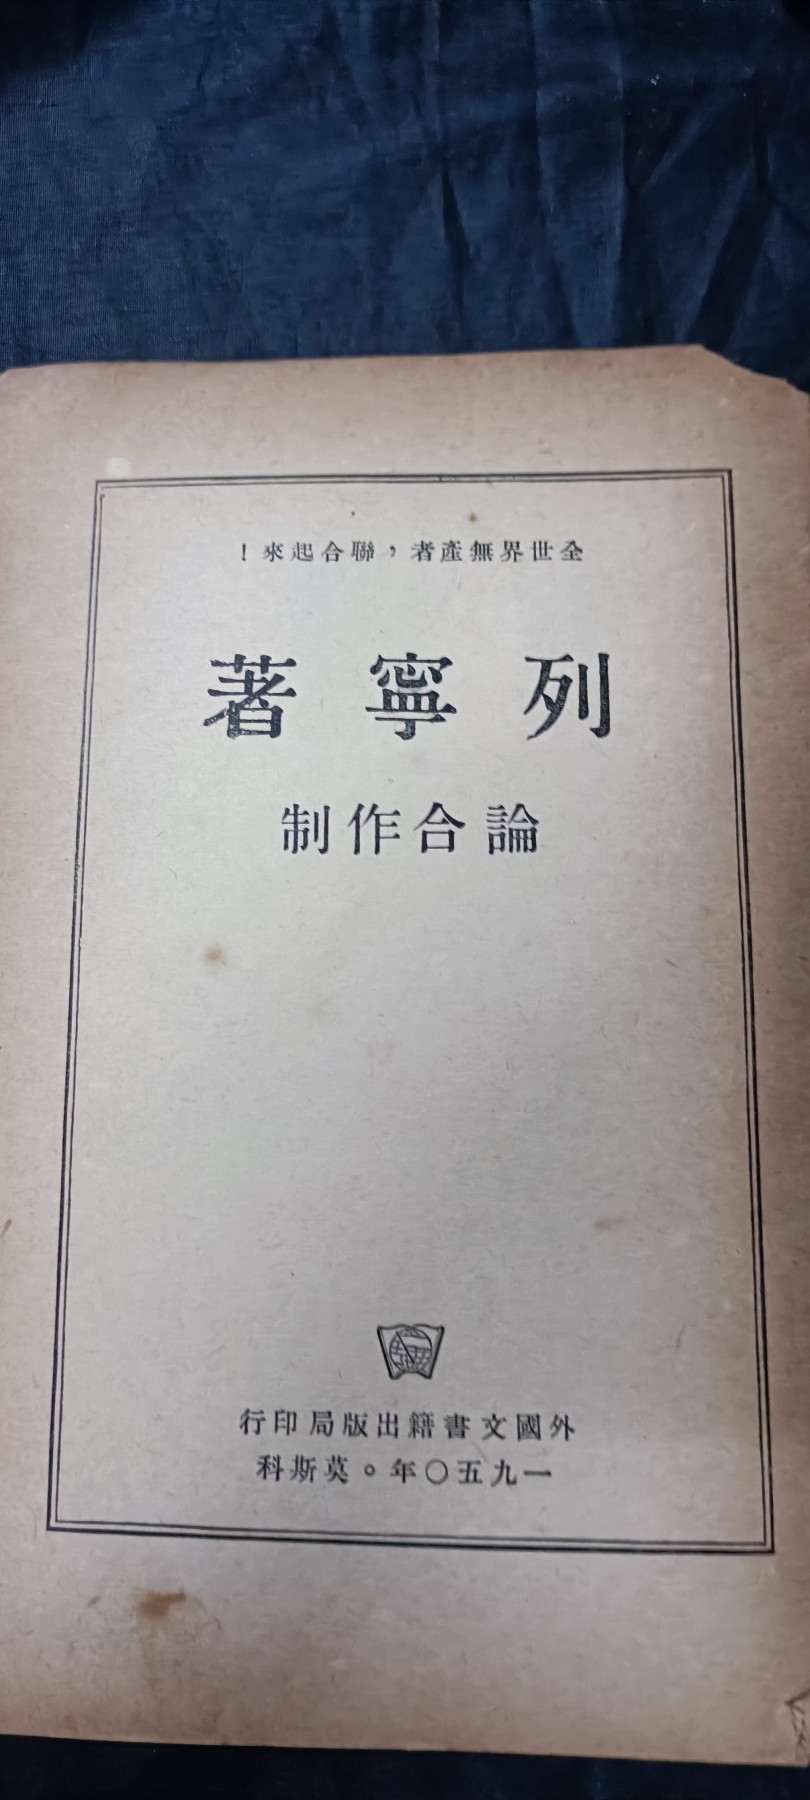 全世界無產者，聯合起來！
列寧著
論合作制
外國文書籍出版局印行
一九五〇年。莫斯科